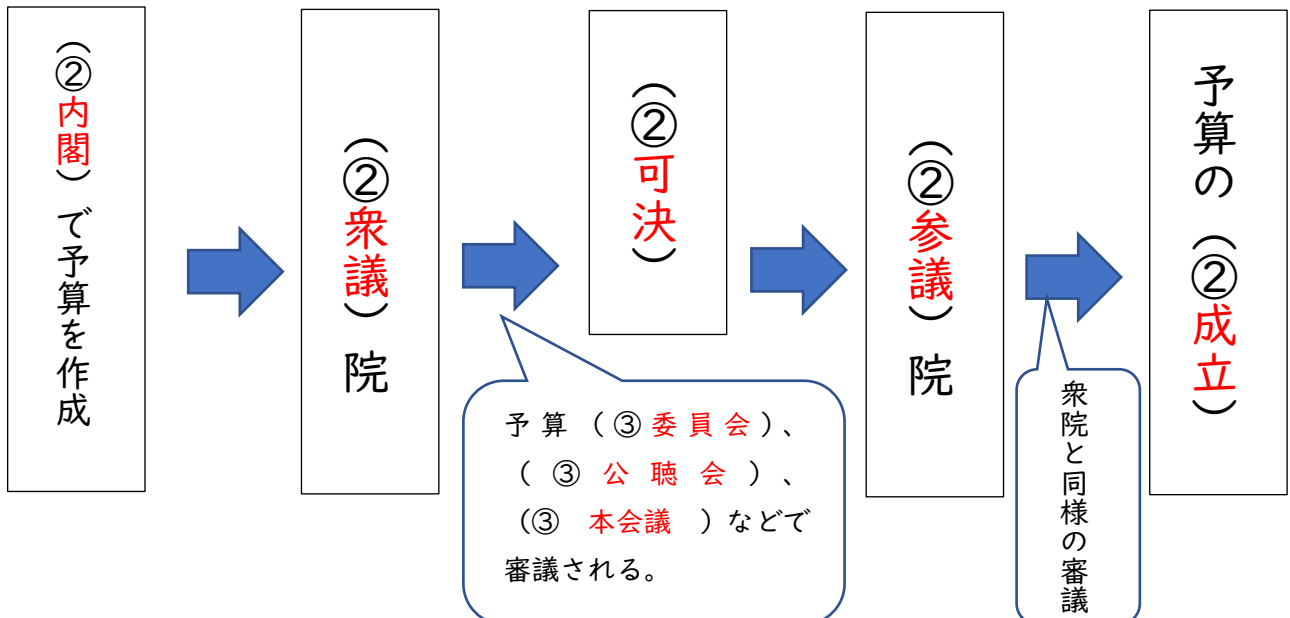 (②内閣)で予算を作成
(②衆議)院
(②可決)
(②参議)院
予算の(②成立)
予算(③委員会)、
(③公聴会)、
(③ 本会議 )などで
審議される。
衆院と同様の審議